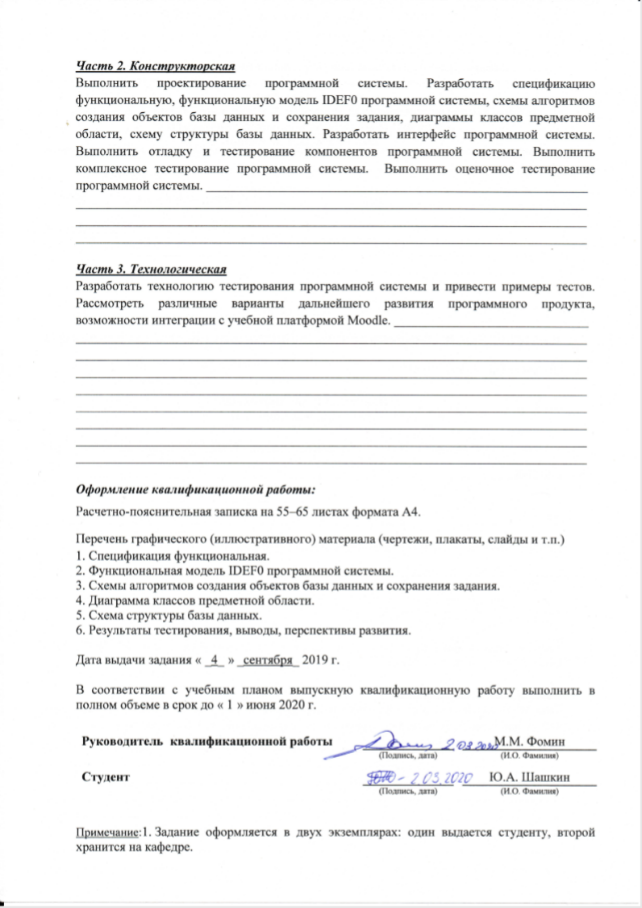 Часть 2. Конструкторская
Выполнить проектирование программной системы. Разработать спецификацию
функциональную, функциональную модель IDEF0 программной системы, схемы алгоритмов
создания объектов базы данных и сохранения задания, диаграммы классов предметной
области, схему структуры базы данных. Разработать интерфейс программной системы.
Выполнить отладку и тестирование компонентов программной системы. Выполнить
комплексное тестирование программной системы. Выполнить оценочное тестирование
программной системы.
Часть 3. Технологическая
Разработать технологию тестирования программной системы и привести примеры тестов.
Рассмотреть различные варианты дальнейшего развития программного продукта,
возможности интеграции с учебной платформой Moodle.
Оформление квалификационной работы:
Расчетно-пояснительная записка на 55–65 листах формата А4.
Перечень графического (иллюстративного) материала (чертежи, плакаты, слайды и т.п.)
1. Спецификация функциональная.
2. Функциональная модель IDEF0 программной системы.
3. Схемы алгоритмов создания объектов базы данных и сохранения задания.
4. Диаграмма классов предметной области.
5. Схема структуры базы данных.
6. Результаты тестирования, выводы, перспективы развития.
Дата выдачи задания « 4 » сентября 2019 г.
В соответствии с учебным планом выпускную квалификационную работу выполнить в
полном объеме в срок до « 1 » июня 2020 г.
Руководитель квалификационной работы 2.03.2020 М.М. Фомин
(Подпись, дата) (И.О. Фамилия)
Студент 2.03.2020 Ю.А. Шашкин
(Подпись, дата) (И.О. Фамилия)
Примечание:1. Задание оформляется в двух экземплярах: один выдается студенту, второй
хранится на кафедре.